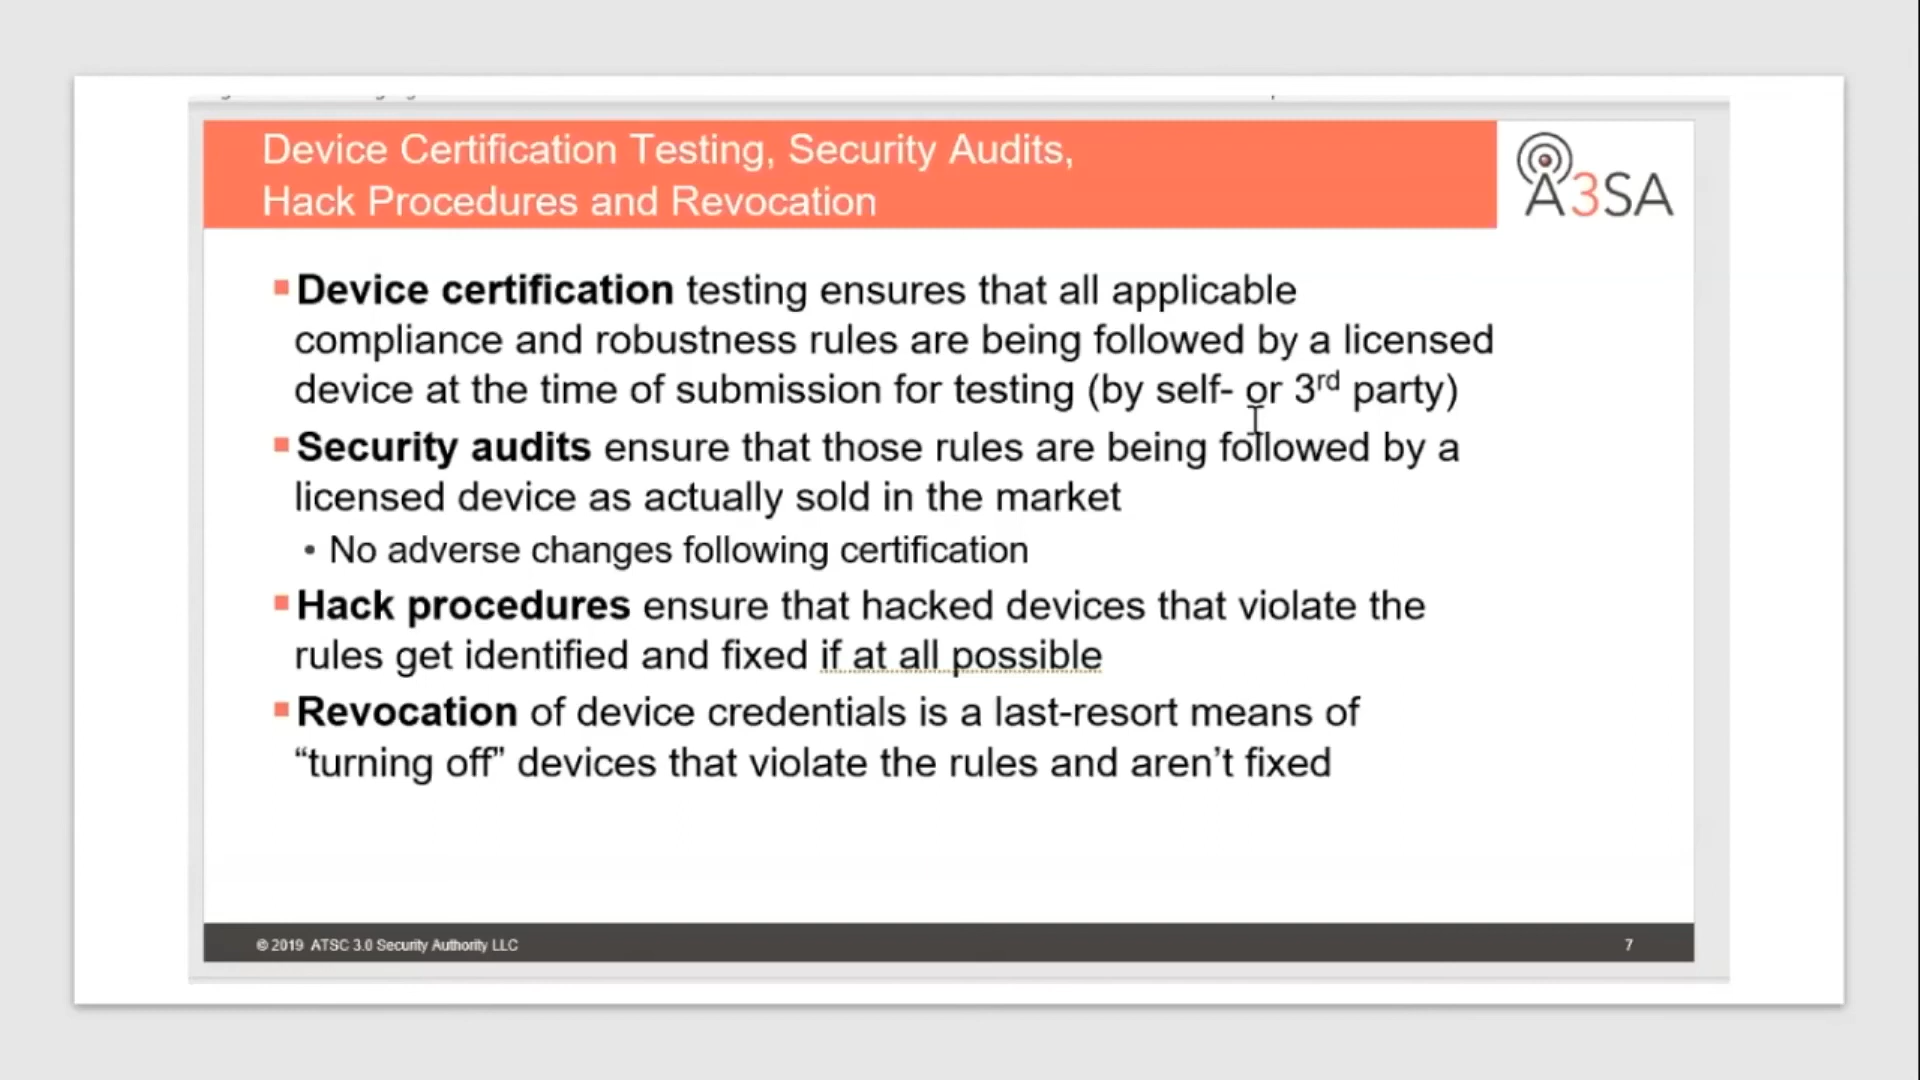 Device Certification Testing, Security Audits,
Hack Procedures and Revocation
A3SA
Device certification testing ensures that all applicable
compliance and robustness rules are being followed by a licensed
device at the time of submission for testing (by self- or 3rd party)
Security audits ensure that those rules are being followed by a
licensed device as actually sold in the market
• No adverse changes following certification
Hack procedures ensure that hacked devices that violate the
rules get identified and fixed if at all possible
Revocation of device credentials is a last-resort means of
“turning off” devices that violate the rules and aren’t fixed
© 2019 ATSC 3.0 Security Authority LLC
7